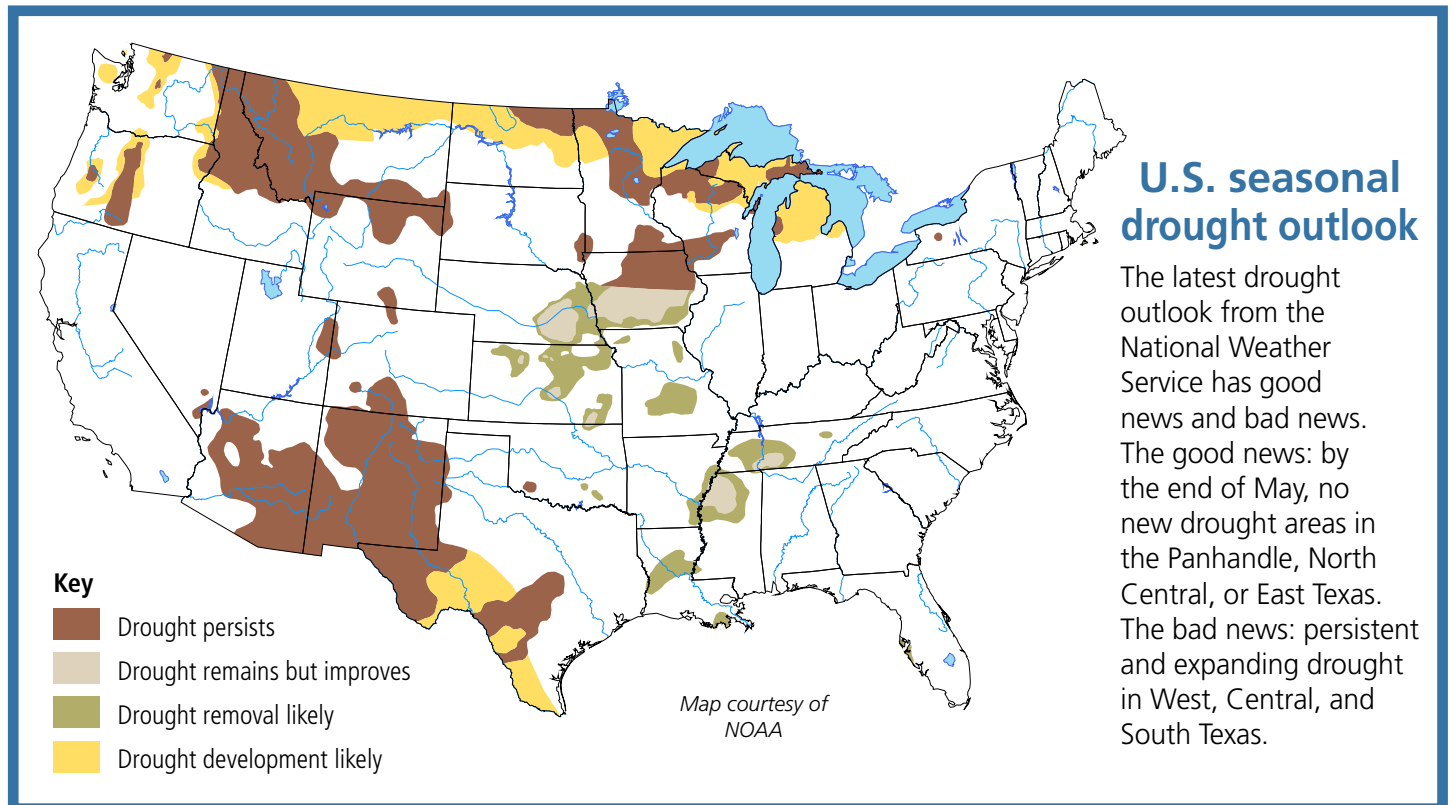 U.S. seasonal
drought outlook
The latest drought
outlook from the
National Weather
Service has good
news and bad news.
The good news: by
the end of May, no
new drought areas in
the Panhandle, North
Central, or East Texas.
The bad news: persistent
and expanding drought
in West, Central, and
South Texas.
Key
Drought persists
Drought remains but improves
Drought removal likely
Drought development likely
Map courtesy of
NOAA